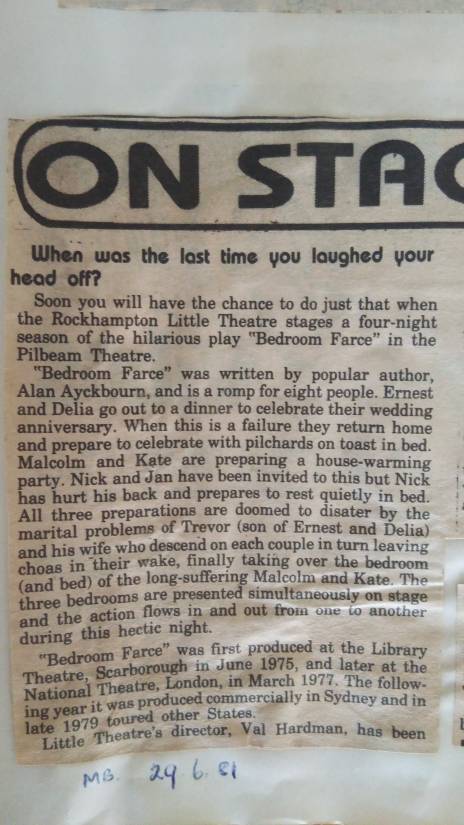 ON STAG
When was the last time you laughed your
head off?
Soon you will have the chance to do just that when
the Rockhampton Little Theatre stages a four-night
season of the hilarious play "Bedroom Farce" in the
Pilbeam Theatre.
"Bedroom Farce" was written by popular author,
Alan Ayckbourn, and is a romp for eight people. Ernest
and Delia go out to a dinner to celebrate their wedding
anniversary. When this is a failure they return home
and prepare to celebrate with pilchards on toast in bed.
Malcolm and Kate are preparing a house-warming
party. Nick and Jan have been invited to this but Nick
has hurt his back and prepares to rest quietly in bed.
All three preparations are doomed to disater by the
marital problems of Trevor (son of Ernest and Delia)
and his wife who descend on each couple in turn leaving
choas in their wake, finally taking over the bedroom
(and bed) of the long-suffering Malcolm and Kate. The
three bedrooms are presented simultaneously on stage
and the action flows in and out from one to another
during this hectic night.
"Bedroom Farce" was first produced at the Library
Theatre, Scarborough in June 1975, and later at the
National Theatre, London, in March 1977. The follow-
ing year it was produced commercially in Sydney and in
late 1979 toured other States.
Little Theatre's director, Val Hardman, has been
MB. 29.6.81